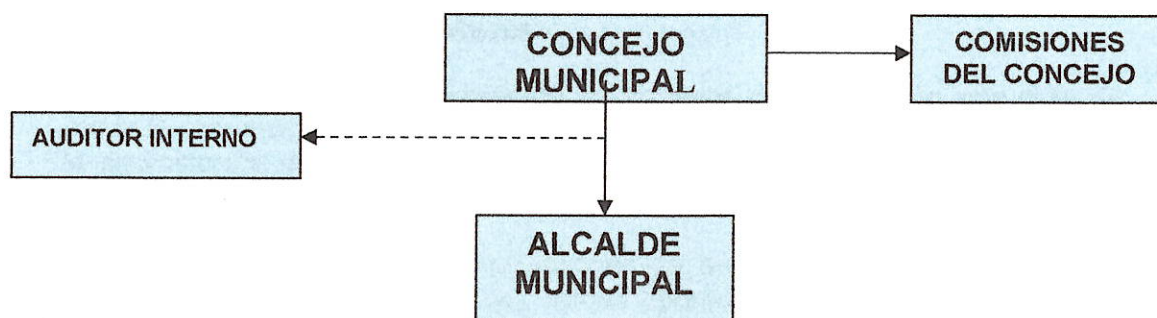 CONCEJO
MUNICIPAL
COMISIONES
DEL CONCEJO
AUDITOR INTERNO
ALCALDE
MUNICIPAL